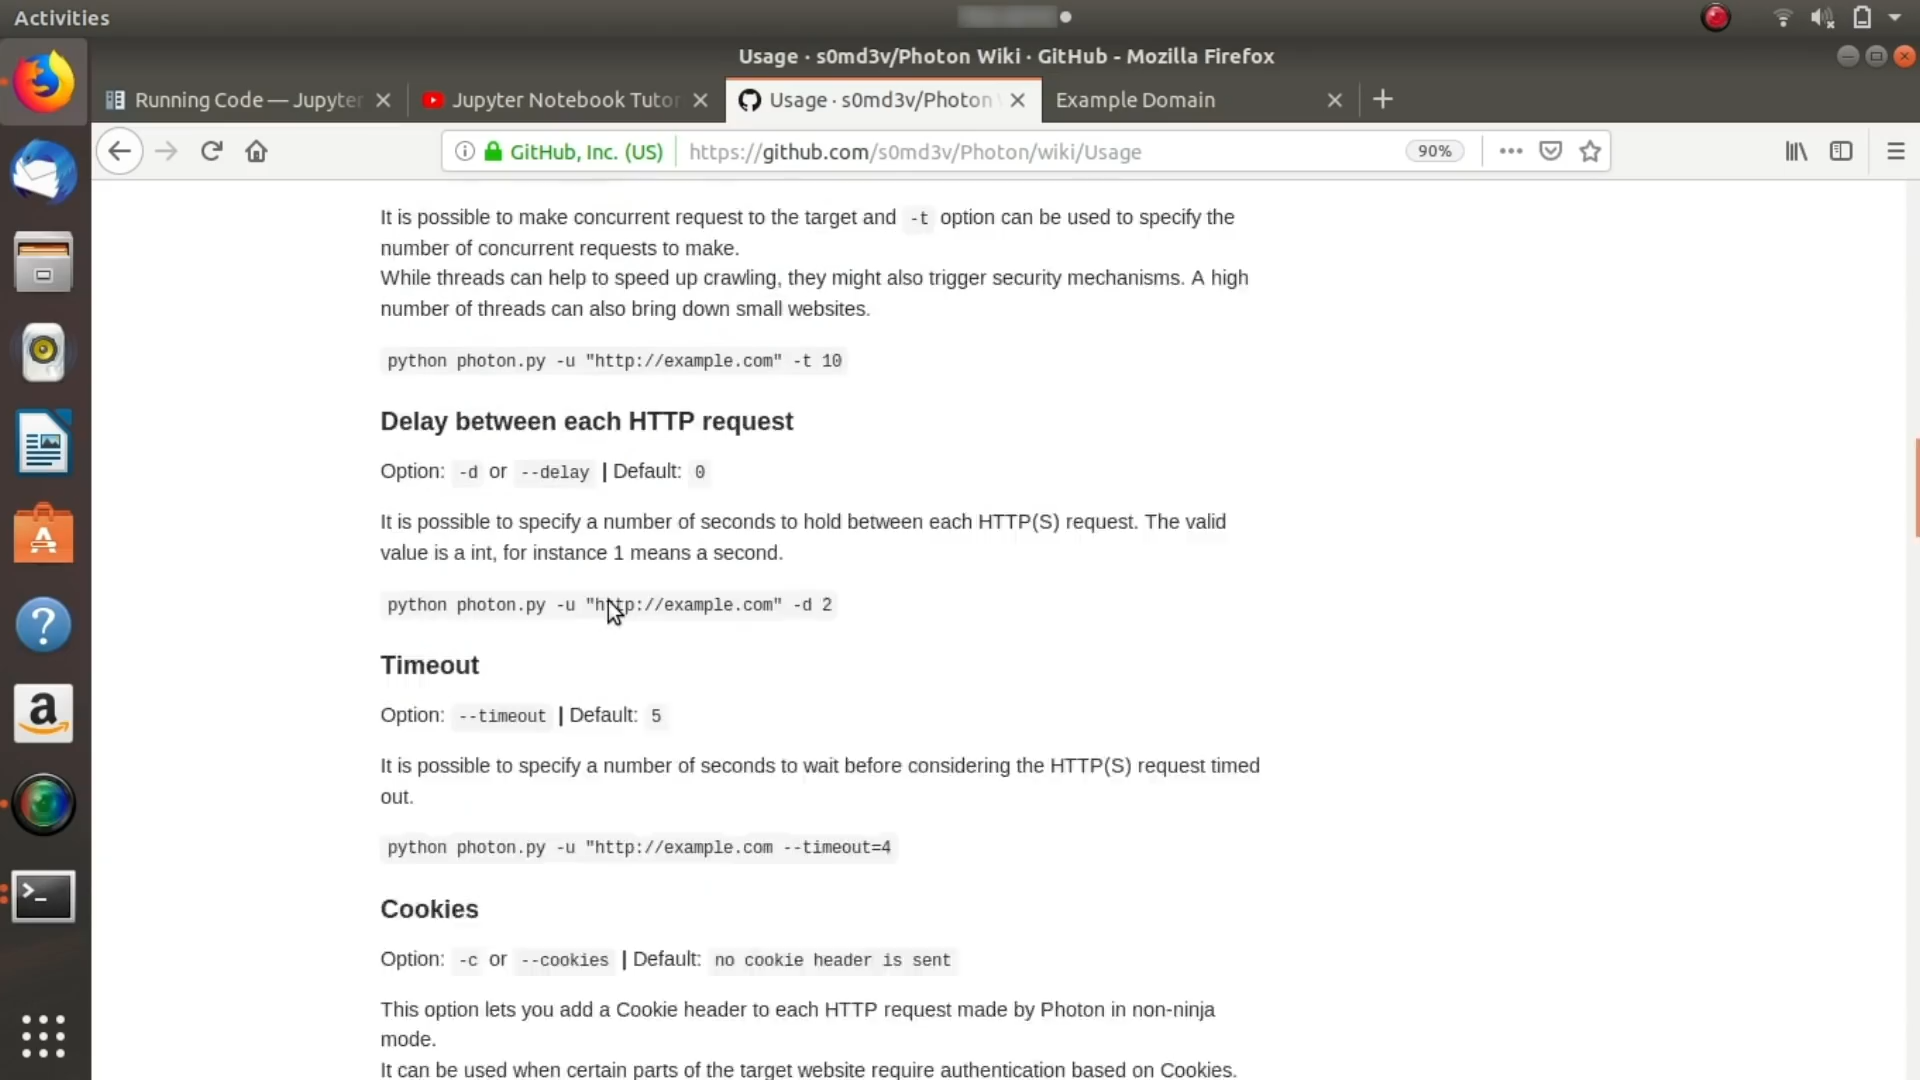 Activities
Usage · s0md3v/Photon Wiki · GitHub - Mozilla Firefox
Running Code — Jupyter
Jupyter Notebook Tutor
Usage · s0md3v/Photon
Example Domain
GitHub, Inc. (US)
https://github.com/s0md3v/Photon/wiki/Usage
90%
It is possible to make concurrent request to the target and -t option can be used to specify the
number of concurrent requests to make.
While threads can help to speed up crawling, they might also trigger security mechanisms. A high
number of threads can also bring down small websites.
python photon.py -u "http://example.com" -t 10
Delay between each HTTP request
Option: -d or --delay | Default: 0
It is possible to specify a number of seconds to hold between each HTTP(S) request. The valid
value is a int, for instance 1 means a second.
python photon.py -u "http://example.com" -d 2
Timeout
Option: --timeout | Default: 5
It is possible to specify a number of seconds to wait before considering the HTTP(S) request timed
out.
python photon.py -u "http://example.com --timeout=4
Cookies
Option: -c or --cookies | Default: no cookie header is sent
This option lets you add a Cookie header to each HTTP request made by Photon in non-ninja
mode.
It can be used when certain parts of the target website require authentication based on Cookies.